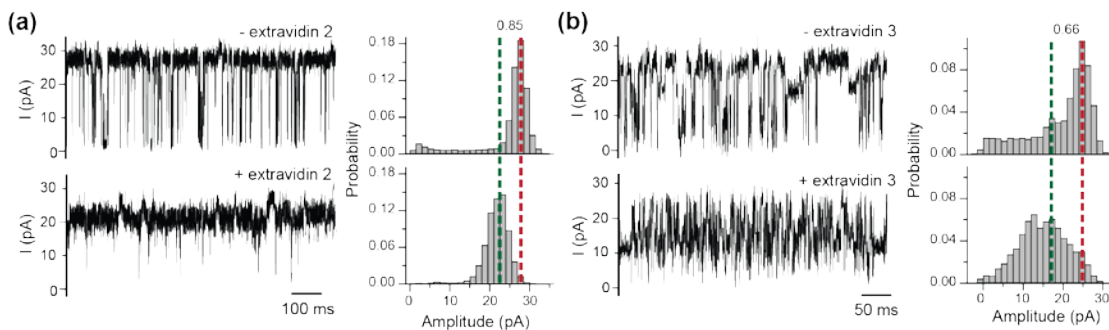 (a)
- extravidin 2
30
20
10
0
I (pA)
+ extravidin 2
30
20
10
0
I (pA)
100 ms
0.85
0.18
0.12
0.06
0.00
Probability
0.18
0.12
0.06
0.00
0 10 20 30
Amplitude (pA)
(b)
- extravidin 3
30
20
10
0
I (pA)
+ extravidin 3
30
20
10
0
I (pA)
50 ms
0.66
0.08
0.04
0.00
Probability
0.08
0.04
0.00
0 10 20 30
Amplitude (pA)